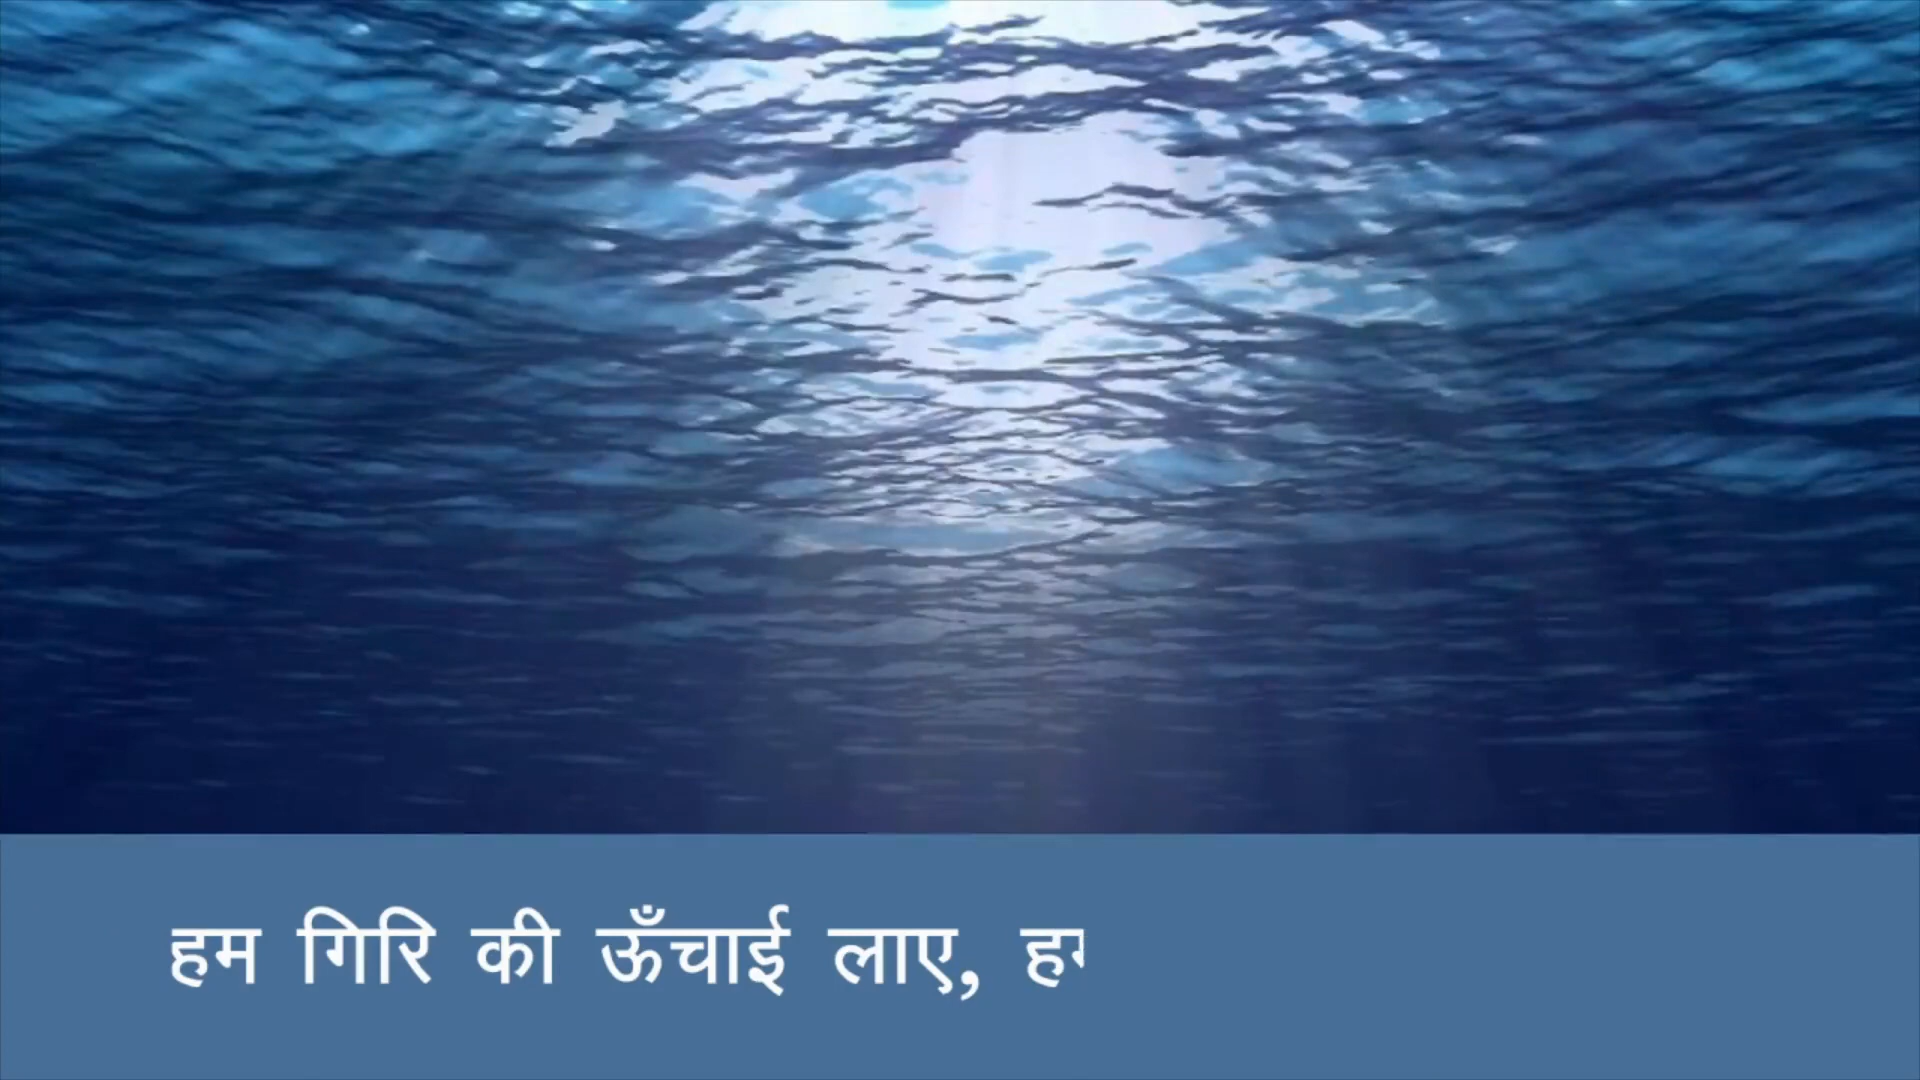 हम गिरि की ऊँचाई लाए,